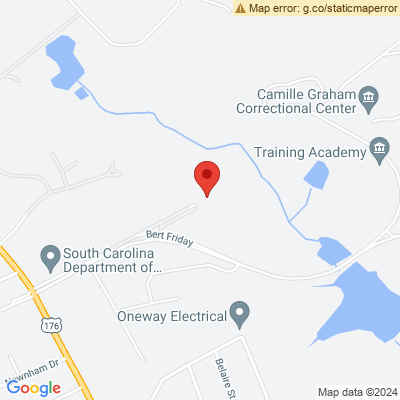 Map error: g.co/staticmaperror
Camille Graham
Correctional Center
Training Academy
Bert Friday
South Carolina
Department of...
176
Oneway Electrical
Newnham Dr
Belaire St
Google
Map data ©2024